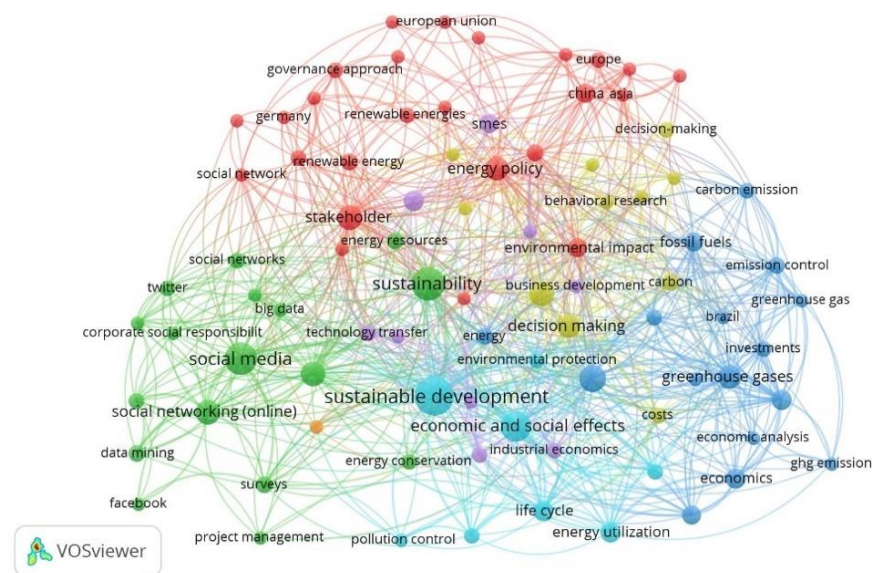 european union
europe
governance approach
china asia
germany
renewable energies
smes
decision-making
renewable energy
energy policy
social network
carbon emission
behavioral research
stakeholder
energy resources
environmental impact
fossil fuels
social networks
emission control
twitter
sustainability
business development
carbon
greenhouse gas
big data
corporate social responsibilit
technology transfer
energy
decision making
brazil
social media
environmental protection
investments
greenhouse gases
sustainable development
social networking (online)
economic and social effects
costs
industrial economics
economic analysis
data mining
energy conservation
ghg emission
surveys
economics
facebook
life cycle
project management
pollution control
energy utilization
VOSviewer